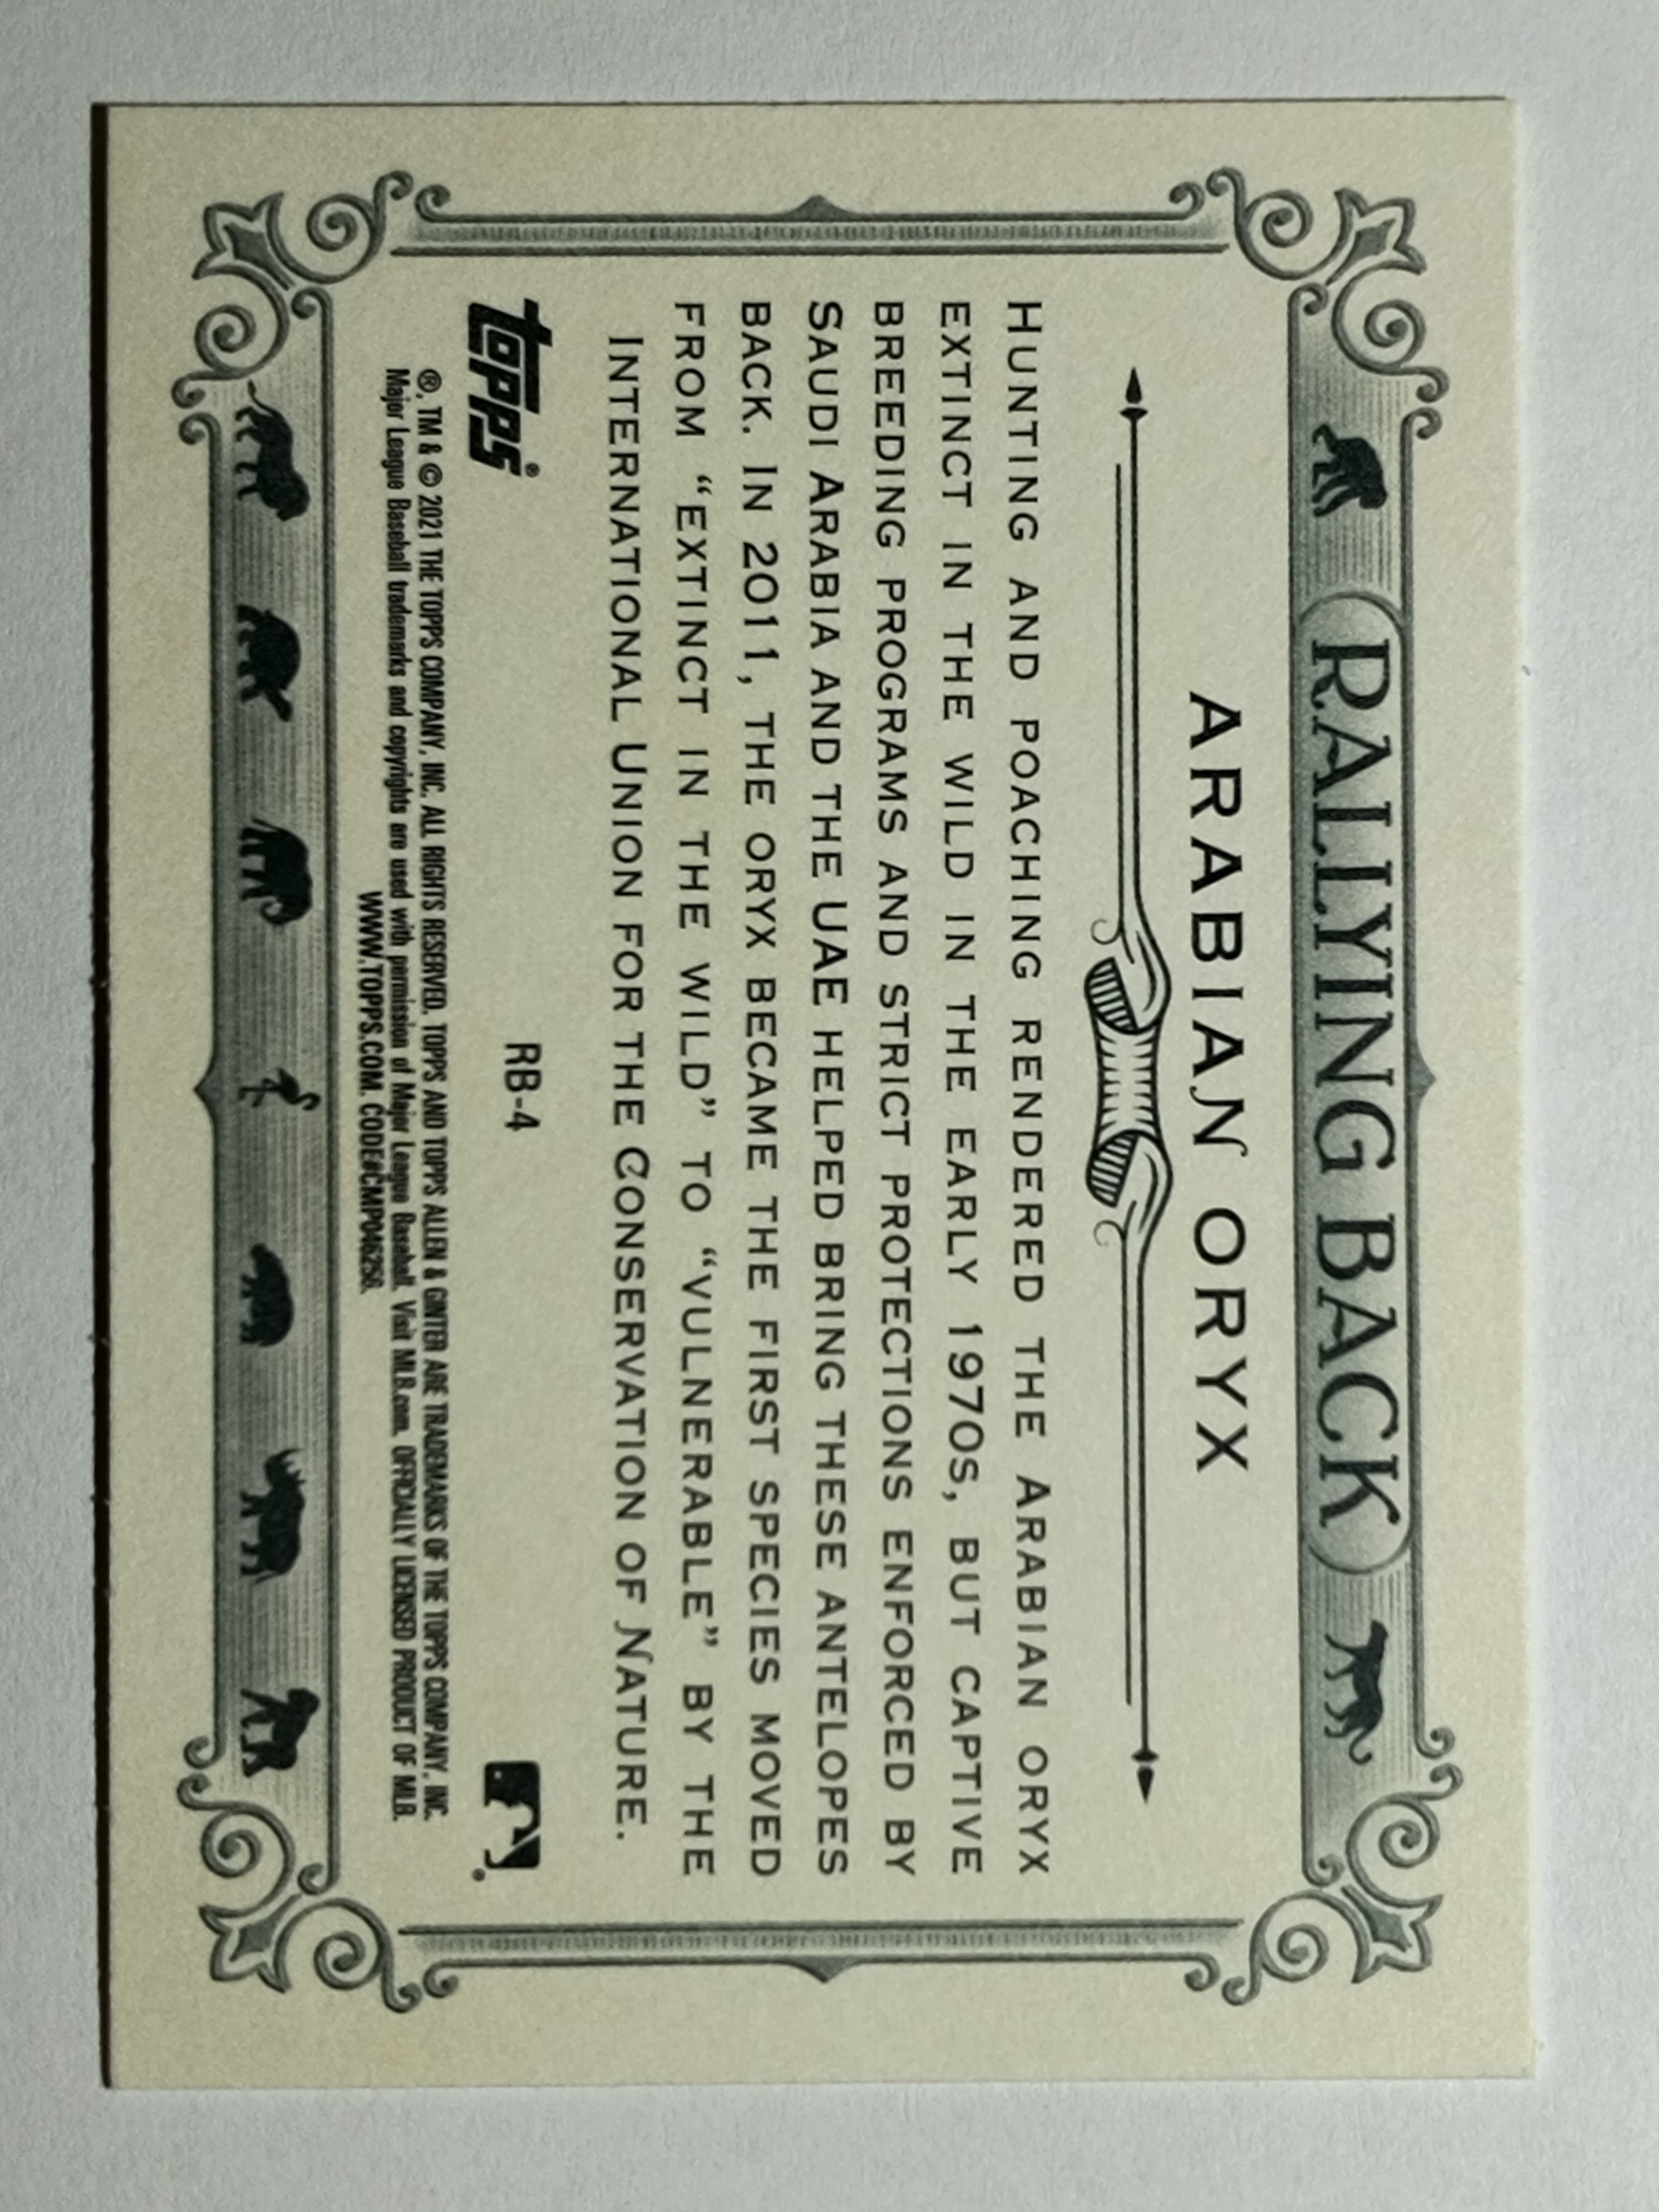 RALLYING BACK
ARABIAN ORYX
HUNTING AND POACHING RENDERED THE ARABIAN ORYX
EXTINCT IN THE WILD IN THE EARLY 1970S, BUT CAPTIVE
BREEDING PROGRAMS AND STRICT PROTECTIONS ENFORCED BY
SAUDI ARABIA AND THE UAE HELPED BRING THESE ANTELOPES
BACK. IN 2011, THE ORYX BECAME THE FIRST SPECIES MOVED
FROM “EXTINCT IN THE WILD” TO “VULNERABLE” BY THE
INTERNATIONAL UNION FOR THE CONSERVATION OF NATURE.
topps®
RB-4
®, TM & © 2021 THE TOPPS COMPANY, INC. ALL RIGHTS RESERVED. TOPPS AND TOPPS ALLEN & GINTER ARE TRADEMARKS OF THE TOPPS COMPANY, INC.
Major League Baseball trademarks and copyrights are used with permission of Major League Baseball. Visit MLB.com. OFFICIALLY LICENSED PRODUCT OF MLB.
WWW.TOPPS.COM. CODE#CMP046256.